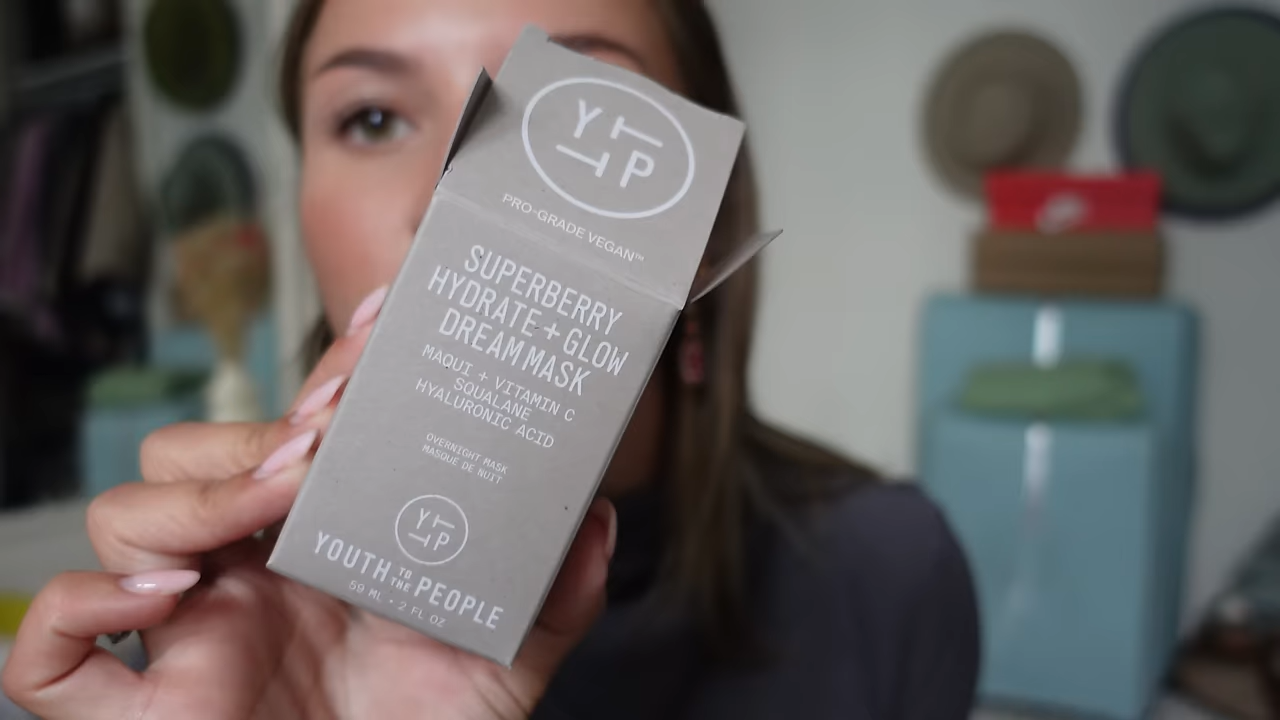 YTTP
PRO-GRADE VEGAN™
SUPERBERRY
HYDRATE + GLOW
DREAM MASK
MAQUI + VITAMIN C
SQUALANE
HYALURONIC ACID
OVERNIGHT MASK
MASQUE DE NUIT
YTTP
YOUTH TO THE PEOPLE
59 ML • 2 FL OZ